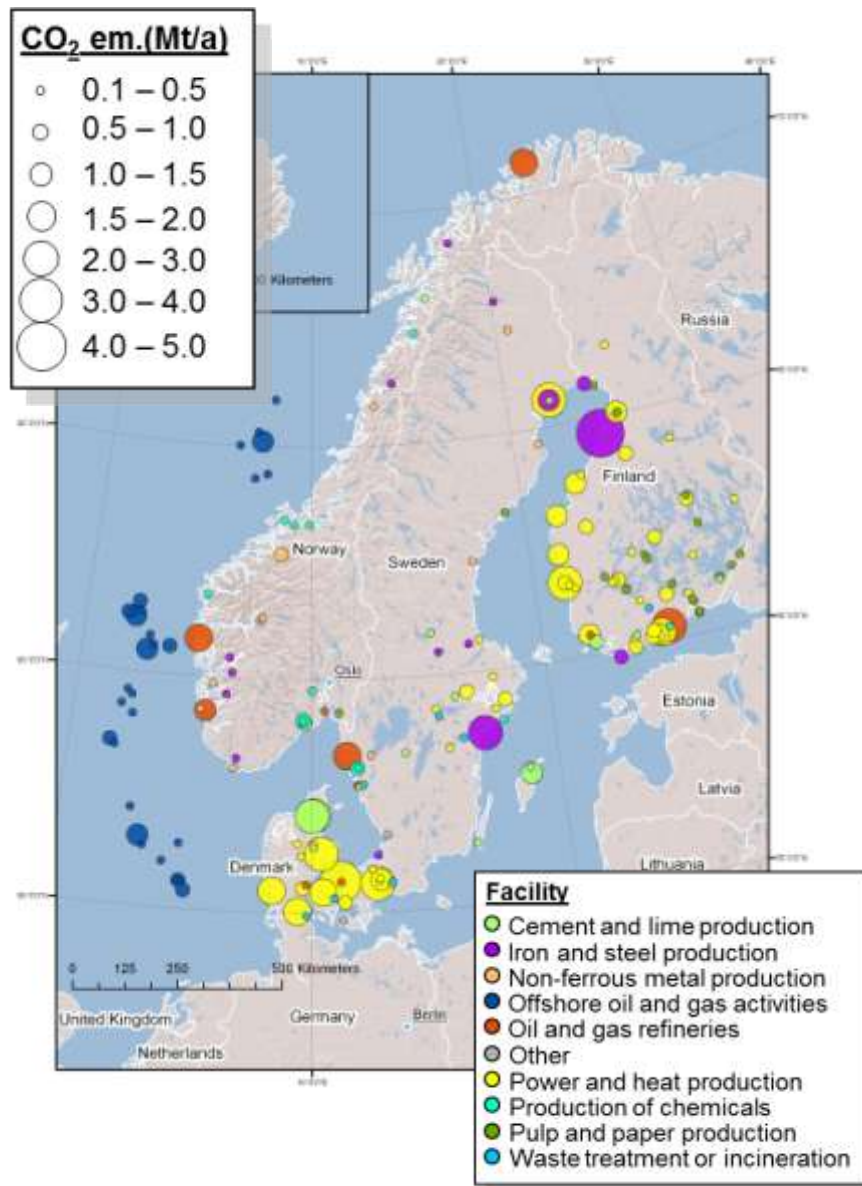 CO2 em.(Mt/a)
0.1 – 0.5
0.5 – 1.0
1.0 – 1.5
1.5 – 2.0
2.0 – 3.0
3.0 – 4.0
4.0 – 5.0
Kilometers
Russia
Finland
Norway
Sweden
Oslo
Estonia
Latvia
Lithuania
Denmark
0 125 250 500 Kilometers
United Kingdom
Germany
Berlin
Netherlands
Facility
Cement and lime production
Iron and steel production
Non-ferrous metal production
Offshore oil and gas activities
Oil and gas refineries
Other
Power and heat production
Production of chemicals
Pulp and paper production
Waste treatment or incineration